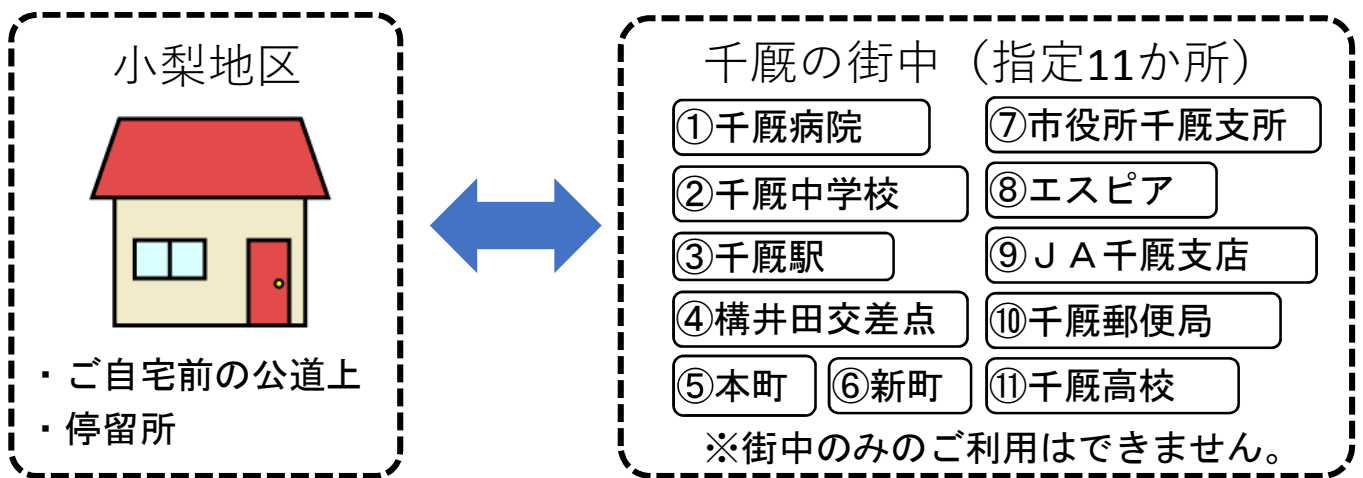 小梨地区
・ご自宅前の公道上
・停留所
千厩の街中（指定11か所）
①千厩病院
②千厩中学校
③千厩駅
④構井田交差点
⑤本町
⑥新町
⑦市役所千厩支所
⑧エスピア
⑨ＪＡ千厩支店
⑩千厩郵便局
⑪千厩高校
※街中のみのご利用はできません。